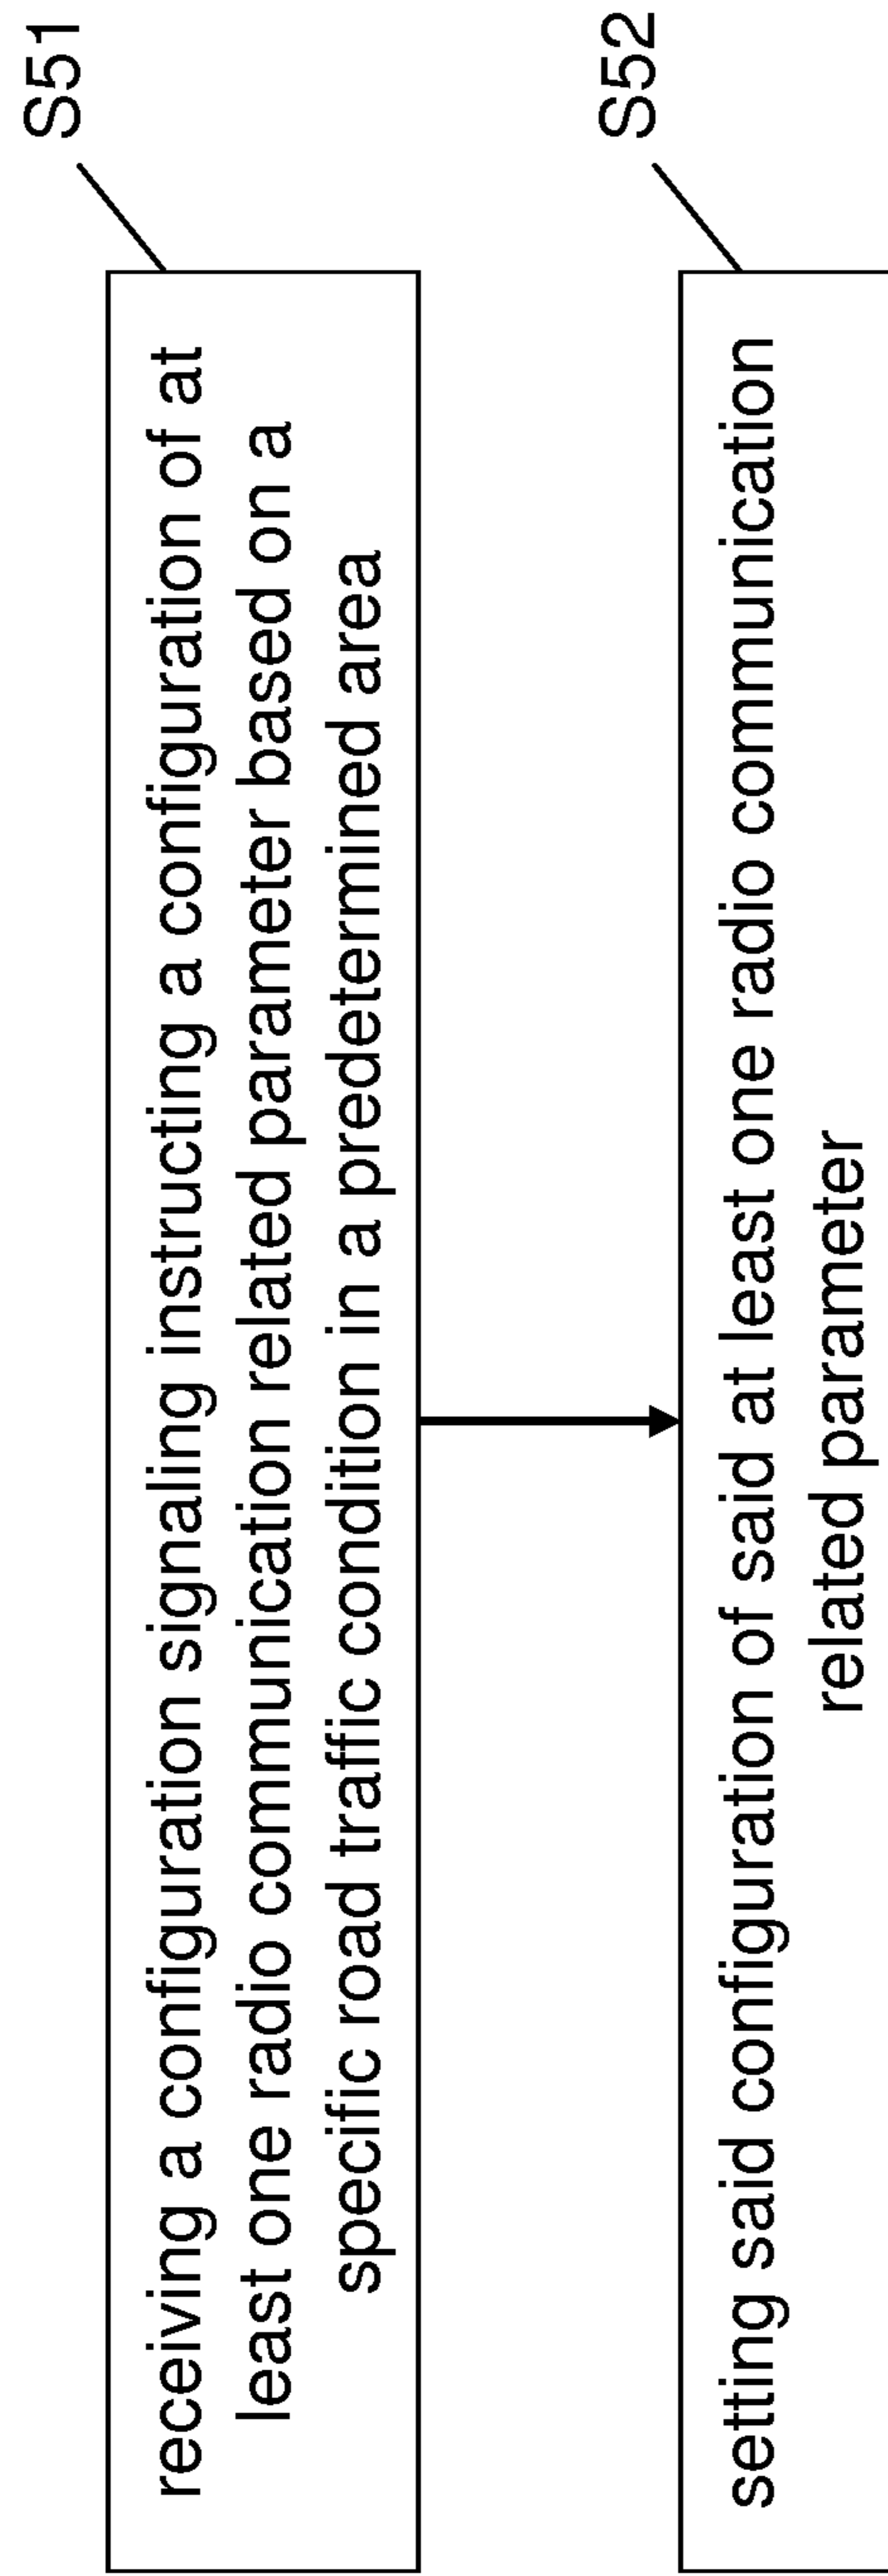 S51
receiving a configuration signaling instructing a configuration of at
least one radio communication related parameter based on a
specific road traffic condition in a predetermined area
S52
setting said configuration of said at least one radio communication
related parameter